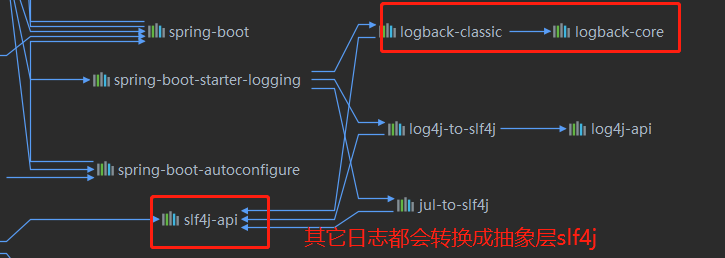 spring-boot
logback-classic
logback-core
spring-boot-starter-logging
log4j-to-slf4j
log4j-api
spring-boot-autoconfigure
jul-to-slf4j
slf4j-api
其它日志都会转换成抽象层slf4j